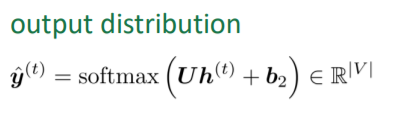 output distribution
ŷ^(t) = softmax (Uh^(t) + b₂) ∈ ℝ^|V|